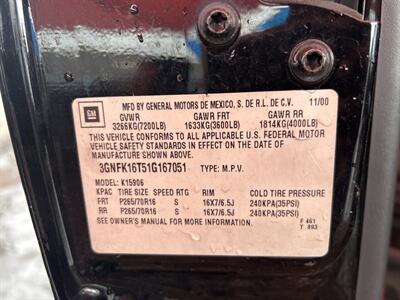 GM
MFD BY GENERAL MOTORS DE MEXICO, S. DE R.L. DE C.V. 11/00
GVWR GAWR FRT GAWR RR
3266KG(7200LB) 1633KG(3600LB) 1814KG(4000LB)
THIS VEHICLE CONFORMS TO ALL APPLICABLE U.S. FEDERAL MOTOR
VEHICLE SAFETY STANDARDS IN EFFECT ON THE DATE OF
MANUFACTURE SHOWN ABOVE.
3GNFK16T51G167051 TYPE: M.P.V.
MODEL: K15906
KPAC TIRE SIZE SPEED RTG RIM COLD TIRE PRESSURE
FRT P265/70R16 S 16X7/6.5J 240KPA(35PSI)
RR P265/70R16 S 16X7/6.5J 240KPA(35PSI)
SEE OWNER'S MANUAL FOR MORE INFORMATION. F 461
T 893